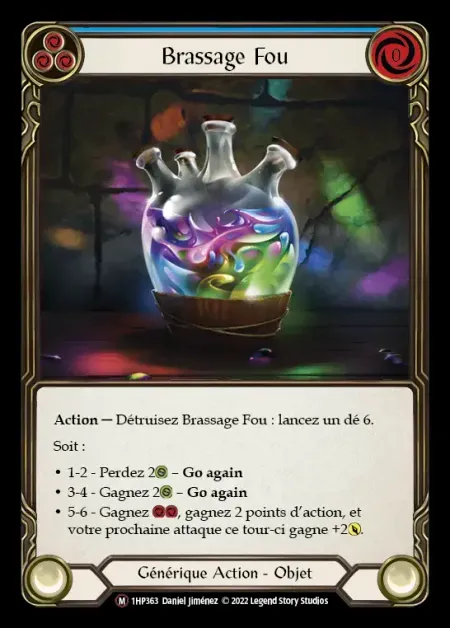 Brassage Fou
0
Action — Détruisez Brassage Fou : lancez un dé 6.
Soit :
• 1-2 - Perdez 2 – Go again
• 3-4 - Gagnez 2 – Go again
• 5-6 - Gagnez , gagnez 2 points d’action, et
votre prochaine attaque ce tour-ci gagne +2.
Générique Action - Objet
M 1HP363 Daniel Jiménez © 2022 Legend Story Studios